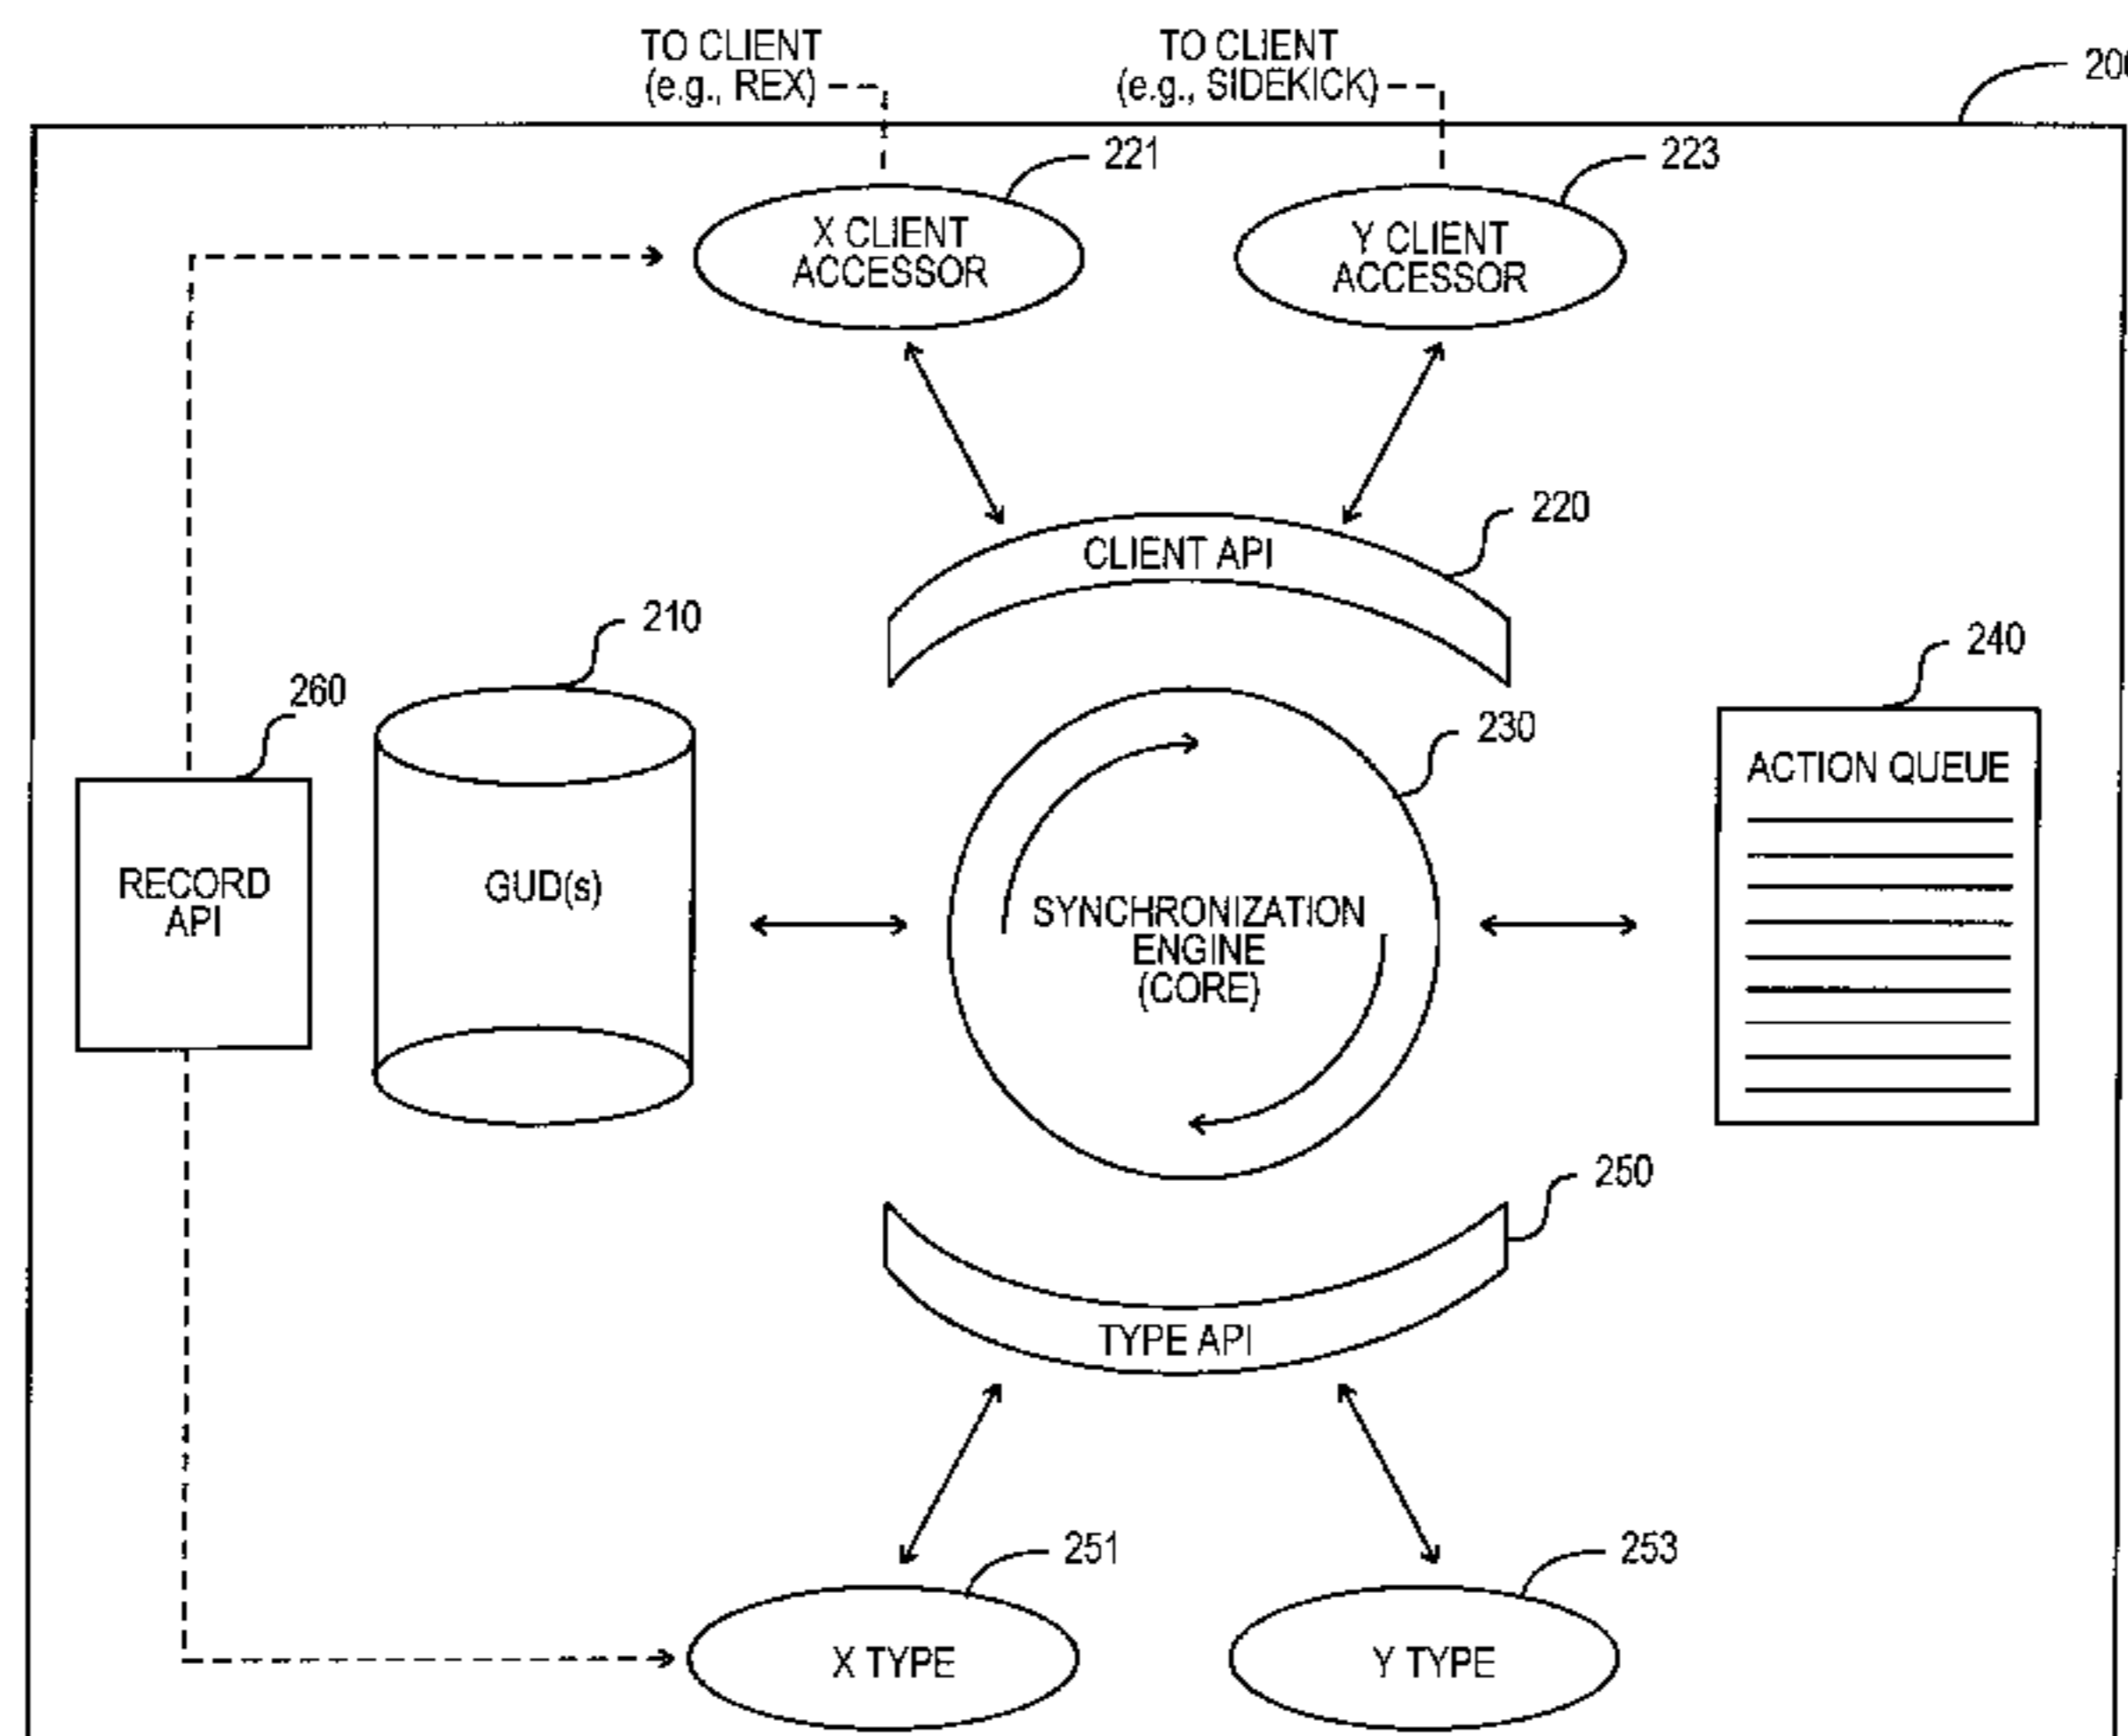 TO CLIENT
(e.g., REX)
TO CLIENT
(e.g., SIDEKICK)
221
223
X CLIENT
ACCESSOR
Y CLIENT
ACCESSOR
220
CLIENT API
210
240
260
230
ACTION QUEUE
RECORD
API
GUD(s)
SYNCHRONIZATION
ENGINE
(CORE)
250
TYPE API
251
253
X TYPE
Y TYPE